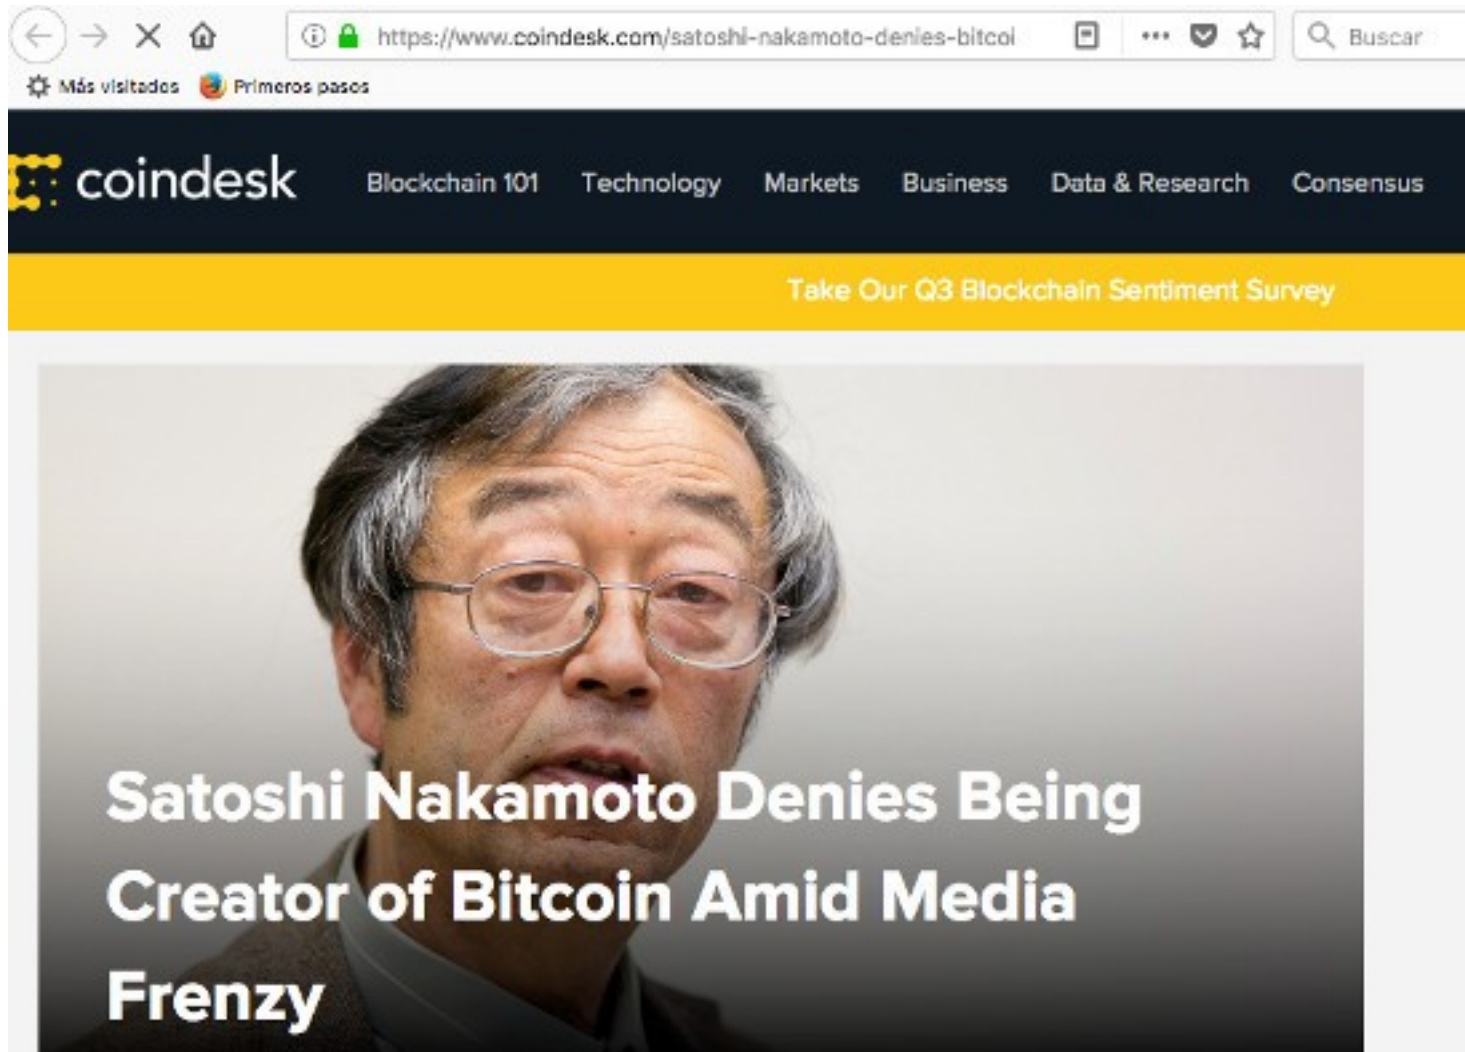 https://www.coindesk.com/satoshi-nakamoto-denies-bitcoi
Buscar
Más visitados Primeros pasos
coindesk Blockchain 101 Technology Markets Business Data & Research Consensus
Take Our Q3 Blockchain Sentiment Survey
Satoshi Nakamoto Denies Being
Creator of Bitcoin Amid Media
Frenzy